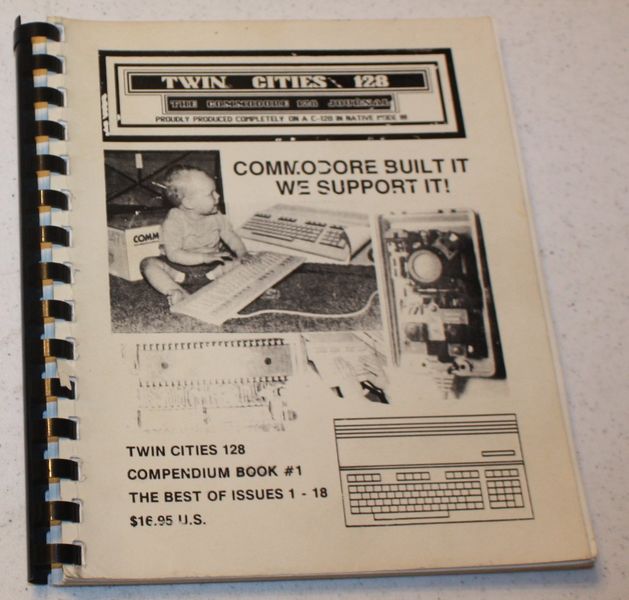 TWIN CITIES 128
THE COMMODORE 128 JOURNAL
PROUDLY PRODUCED COMPLETELY ON A C-128 IN NATIVE MODE !!!
COMMODORE BUILT IT
WE SUPPORT IT!
COMM
TWIN CITIES 128
COMPENDIUM BOOK #1
THE BEST OF ISSUES 1 - 18
$16.95 U.S.